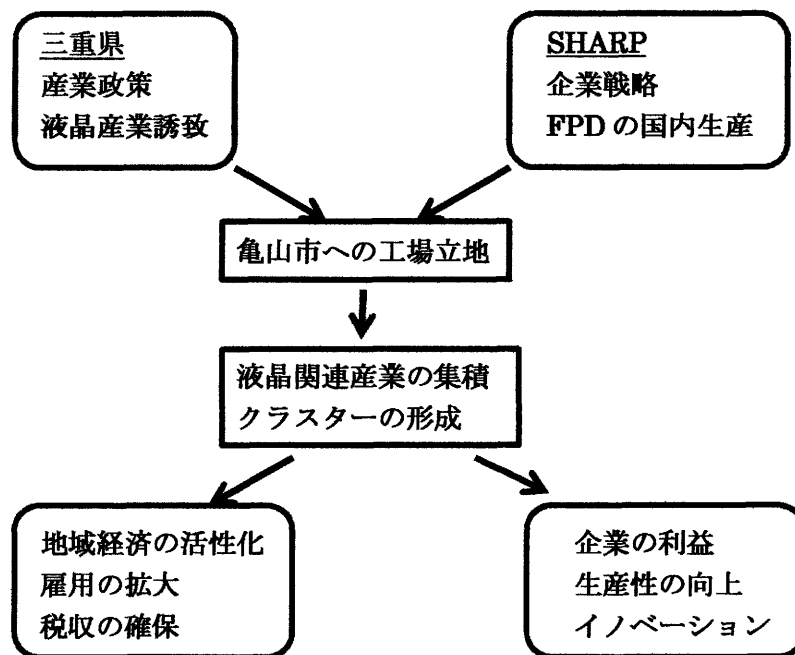 三重県
産業政策
液晶産業誘致
SHARP
企業戦略
FPDの国内生産
亀山市への工場立地
液晶関連産業の集積
クラスターの形成
地域経済の活性化
雇用の拡大
税収の確保
企業の利益
生産性の向上
イノベーション